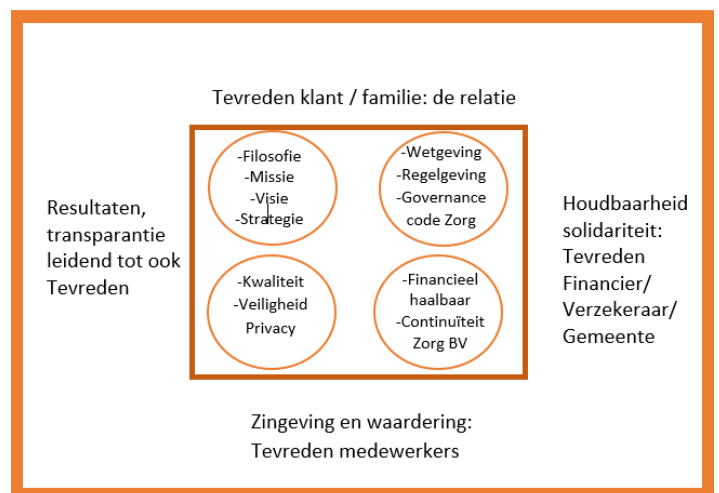 Tevreden klant / familie: de relatie
-Filosofie
-Missie
-Visie
-Strategie
-Wetgeving
-Regelgeving
-Governance
code Zorg
Resultaten,
transparantie
leidend tot ook
Tevreden
Houdbaarheid
solidariteit:
Tevreden
Financier/
Verzekeraar/
Gemeente
-Kwaliteit
-Veiligheid
Privacy
-Financieel
haalbaar
-Continuïteit
Zorg BV
Zingeving en waardering:
Tevreden medewerkers